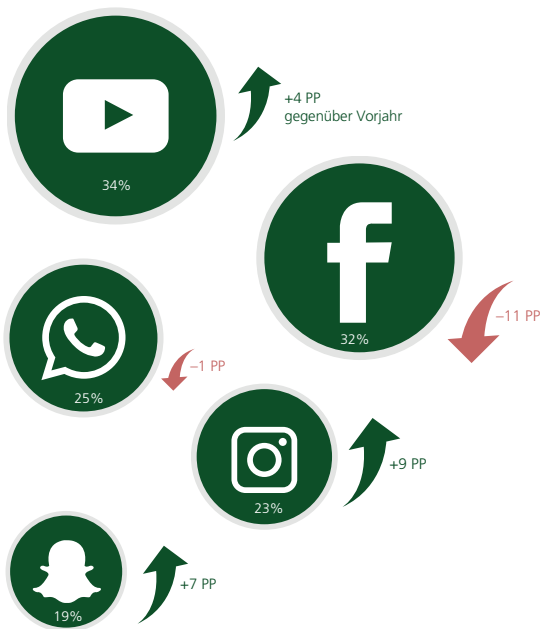 34%
+4 PP
gegenüber Vorjahr
32%
–11 PP
25%
–1 PP
23%
+9 PP
19%
+7 PP